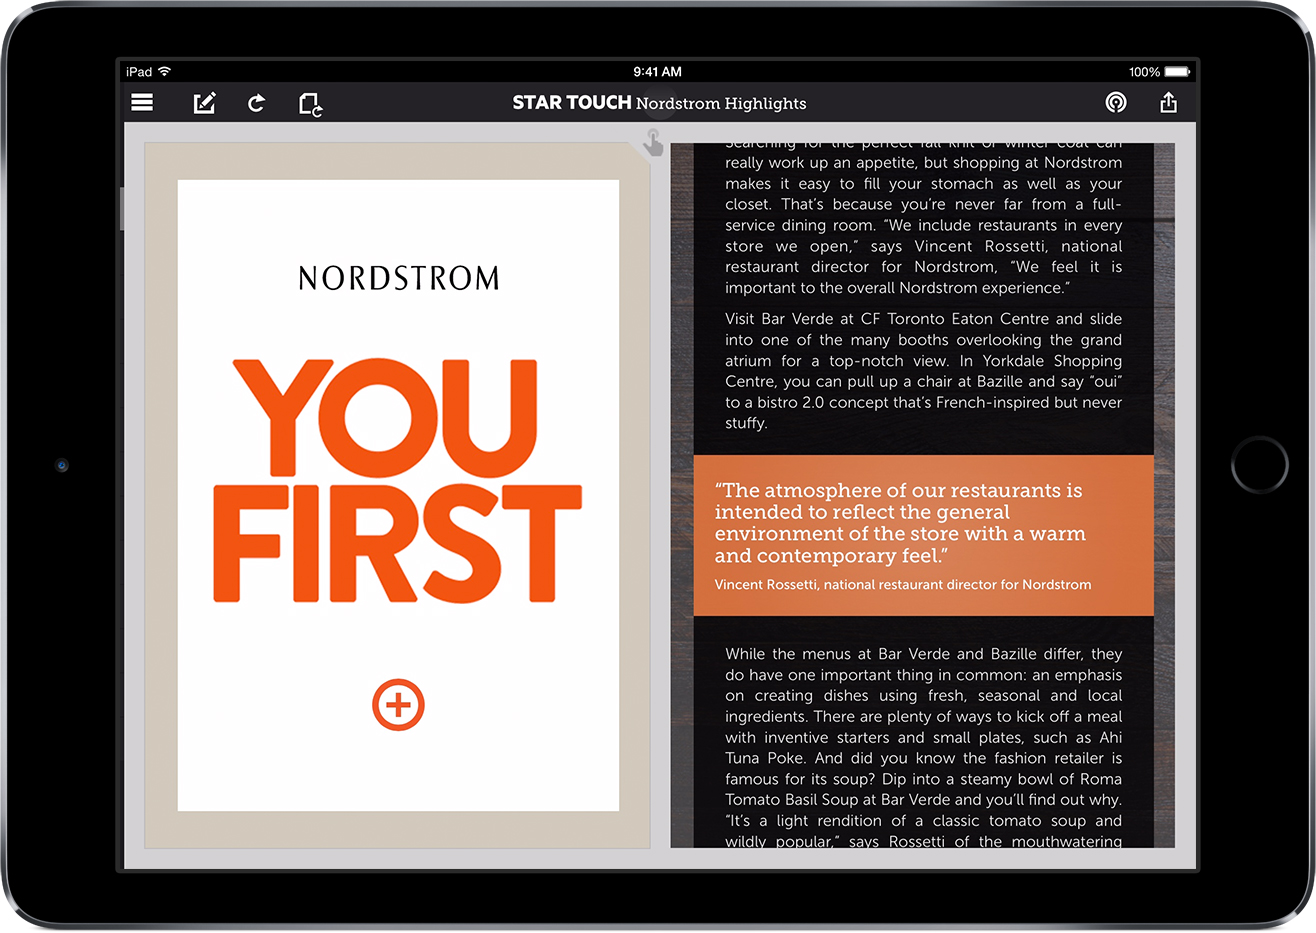 iPad
9:41 AM
100%
STAR TOUCH Nordstrom Highlights
NORDSTROM
YOU
FIRST
Searching for the perfect fall knit or winter coat can
really work up an appetite, but shopping at Nordstrom
makes it easy to fill your stomach as well as your
closet. That’s because you’re never far from a full-
service dining room. “We include restaurants in every
store we open,” says Vincent Rossetti, national
restaurant director for Nordstrom, “We feel it is
important to the overall Nordstrom experience.”
Visit Bar Verde at CF Toronto Eaton Centre and slide
into one of the many booths overlooking the grand
atrium for a top-notch view. In Yorkdale Shopping
Centre, you can pull up a chair at Bazille and say “oui”
to a bistro 2.0 concept that’s French-inspired but never
stuffy.
“The atmosphere of our restaurants is
intended to reflect the general
environment of the store with a warm
and contemporary feel.”
Vincent Rossetti, national restaurant director for Nordstrom
While the menus at Bar Verde and Bazille differ, they
do have one important thing in common: an emphasis
on creating dishes using fresh, seasonal and local
ingredients. There are plenty of ways to kick off a meal
with inventive starters and small plates, such as Ahi
Tuna Poke. And did you know the fashion retailer is
famous for its soup? Dip into a steamy bowl of Roma
Tomato Basil Soup at Bar Verde and you’ll find out why.
“It’s a light rendition of a classic tomato soup and
wildly popular,” says Rossetti of the mouthwatering